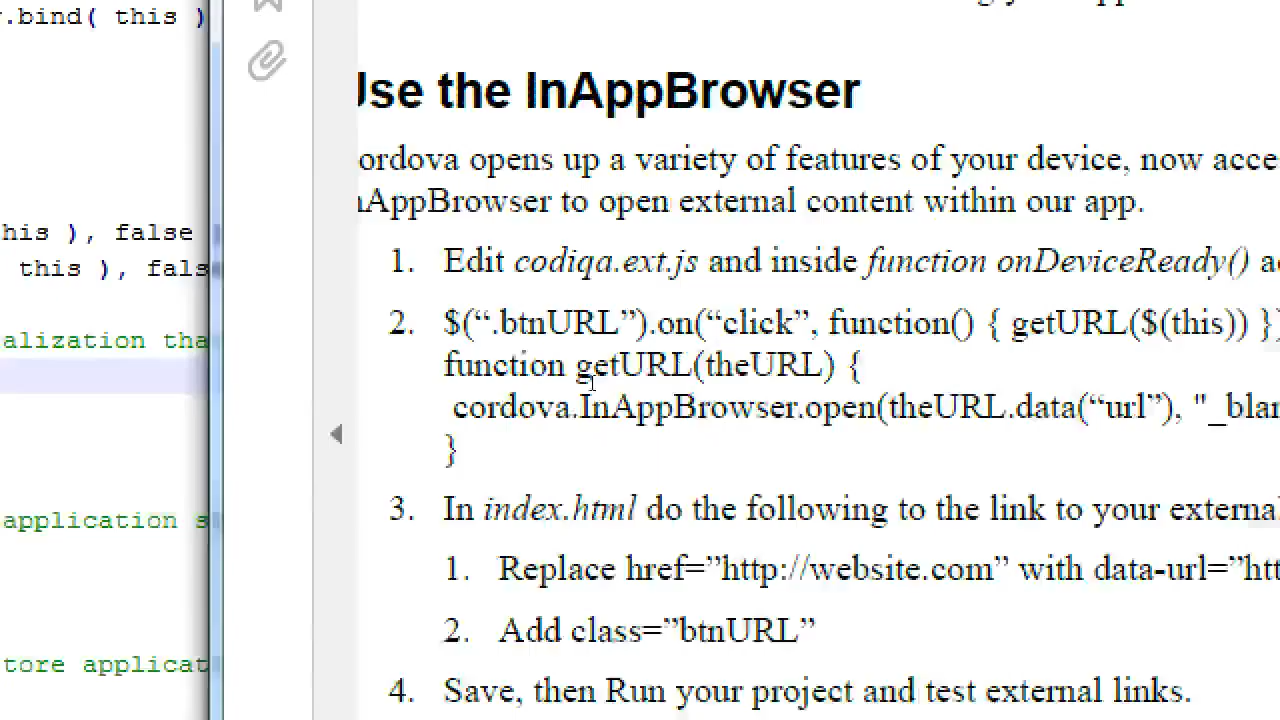 .bind( this )
his ), false
this ), fals
alization tha
application s
tore applicat
Use the InAppBrowser
ordova opens up a variety of features of your device, now acce
nAppBrowser to open external content within our app.
1. Edit codiqa.ext.js and inside function onDeviceReady() a
2. $(“.btnURL”).on(“click”, function() { getURL($(this)) }
function getURL(theURL) {
cordova.InAppBrowser.open(theURL.data(“url”), "_blan
}
3. In index.html do the following to the link to your externa
1. Replace href=”http://website.com” with data-url=”htt
2. Add class=”btnURL”
4. Save, then Run your project and test external links.